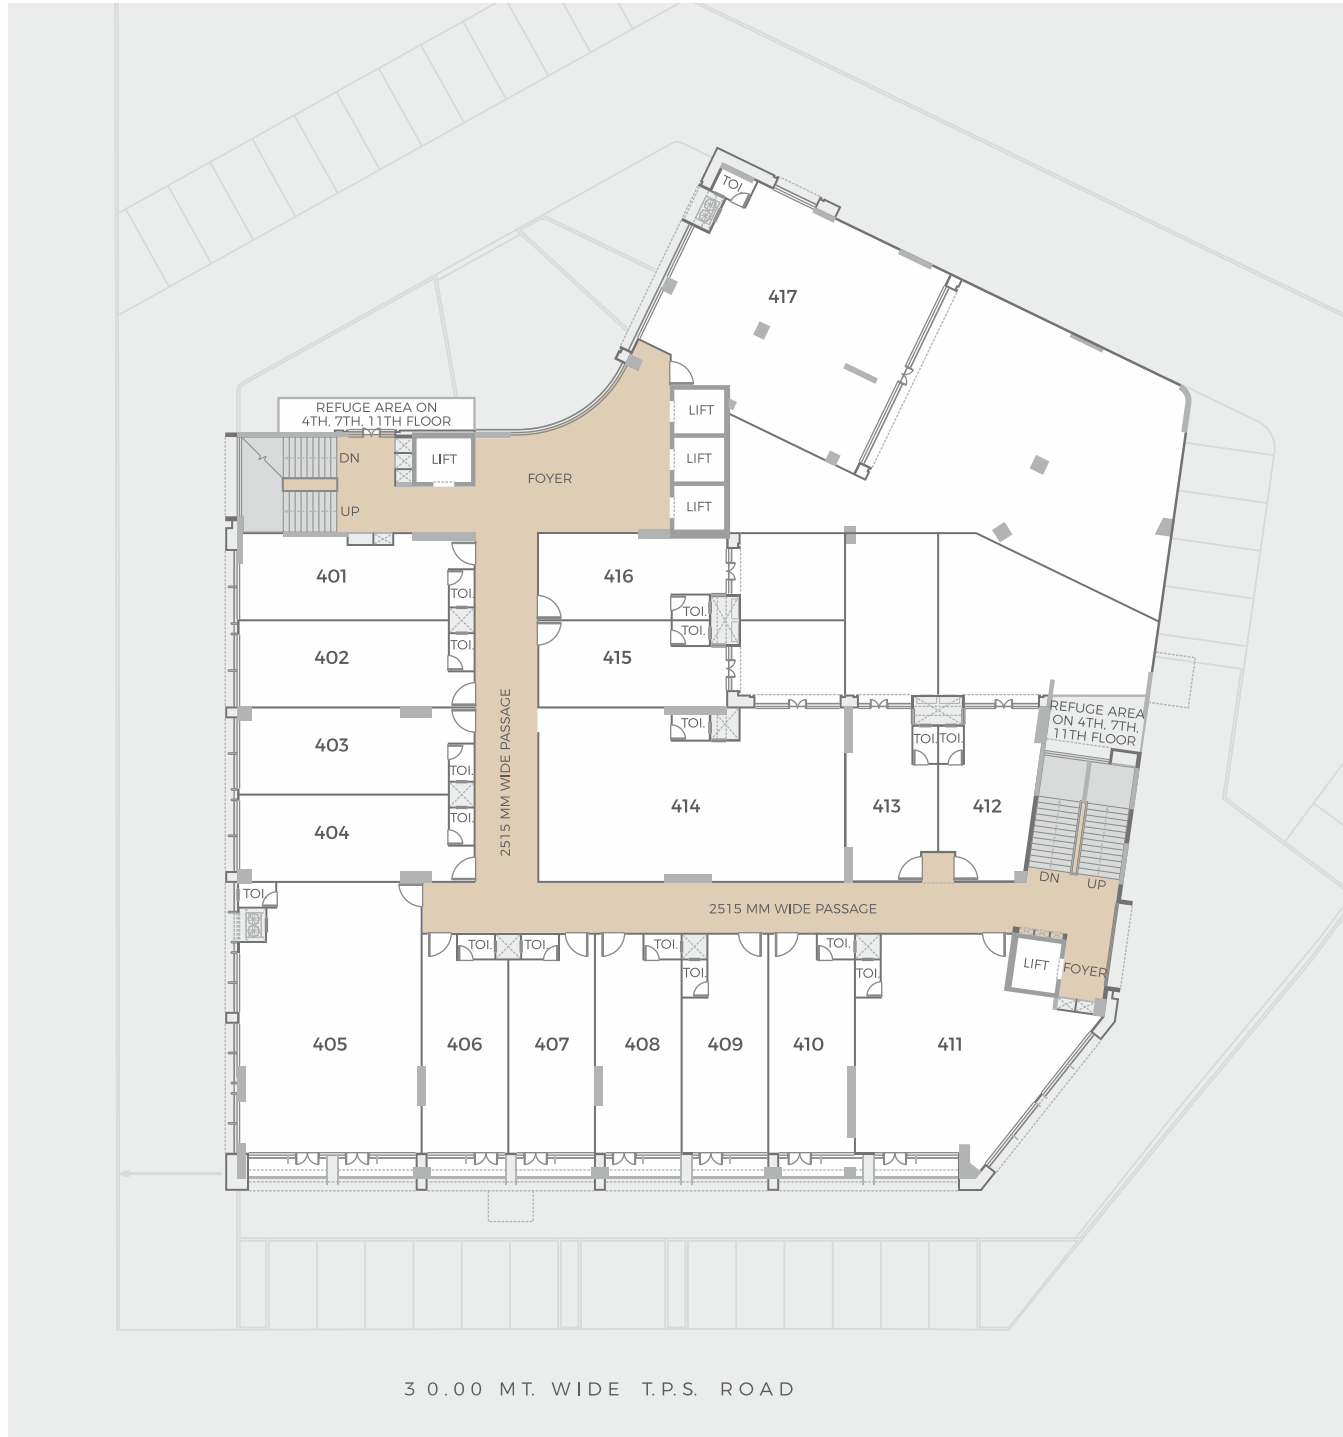 TOI.
417
REFUGE AREA ON
4TH, 7TH, 11TH FLOOR
LIFT
DN
LIFT
LIFT
FOYER
UP
LIFT
401
TOI.
416
TOI.
TOI.
402
TOI.
415
2515 MM WIDE PASSAGE
REFUGE AREA
ON 4TH, 7TH,
11TH FLOOR
TOI.
403
TOI.
TOI.
TOI.
414
413
412
404
TOI.
DN
UP
TOI.
2515 MM WIDE PASSAGE
TOI.
TOI.
TOI.
TOI.
TOI.
TOI.
LIFT
FOYER
405
406
407
408
409
410
411
30.00 MT. WIDE T.P.S. ROAD